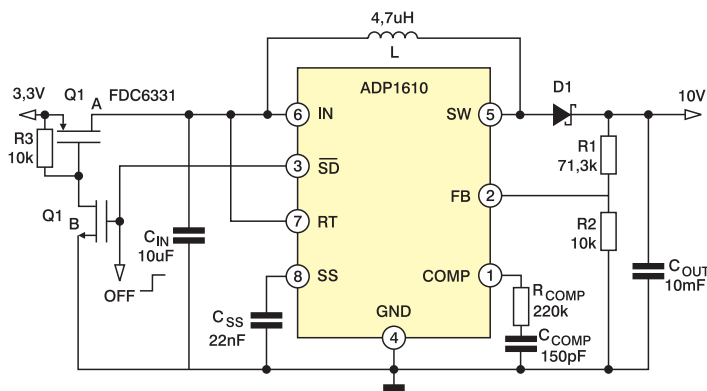 4,7uH
L
ADP1610
3,3V
Q1
A
FDC6331
R3
10k
Q1
B
OFF
C_IN
10uF
C_SS
22nF
6
IN
3
S̅D̅
7
RT
8
SS
SW
5
FB
2
COMP
1
GND
4
D1
10V
R1
71,3k
R2
10k
R_COMP
220k
C_COMP
150pF
C_OUT
10mF